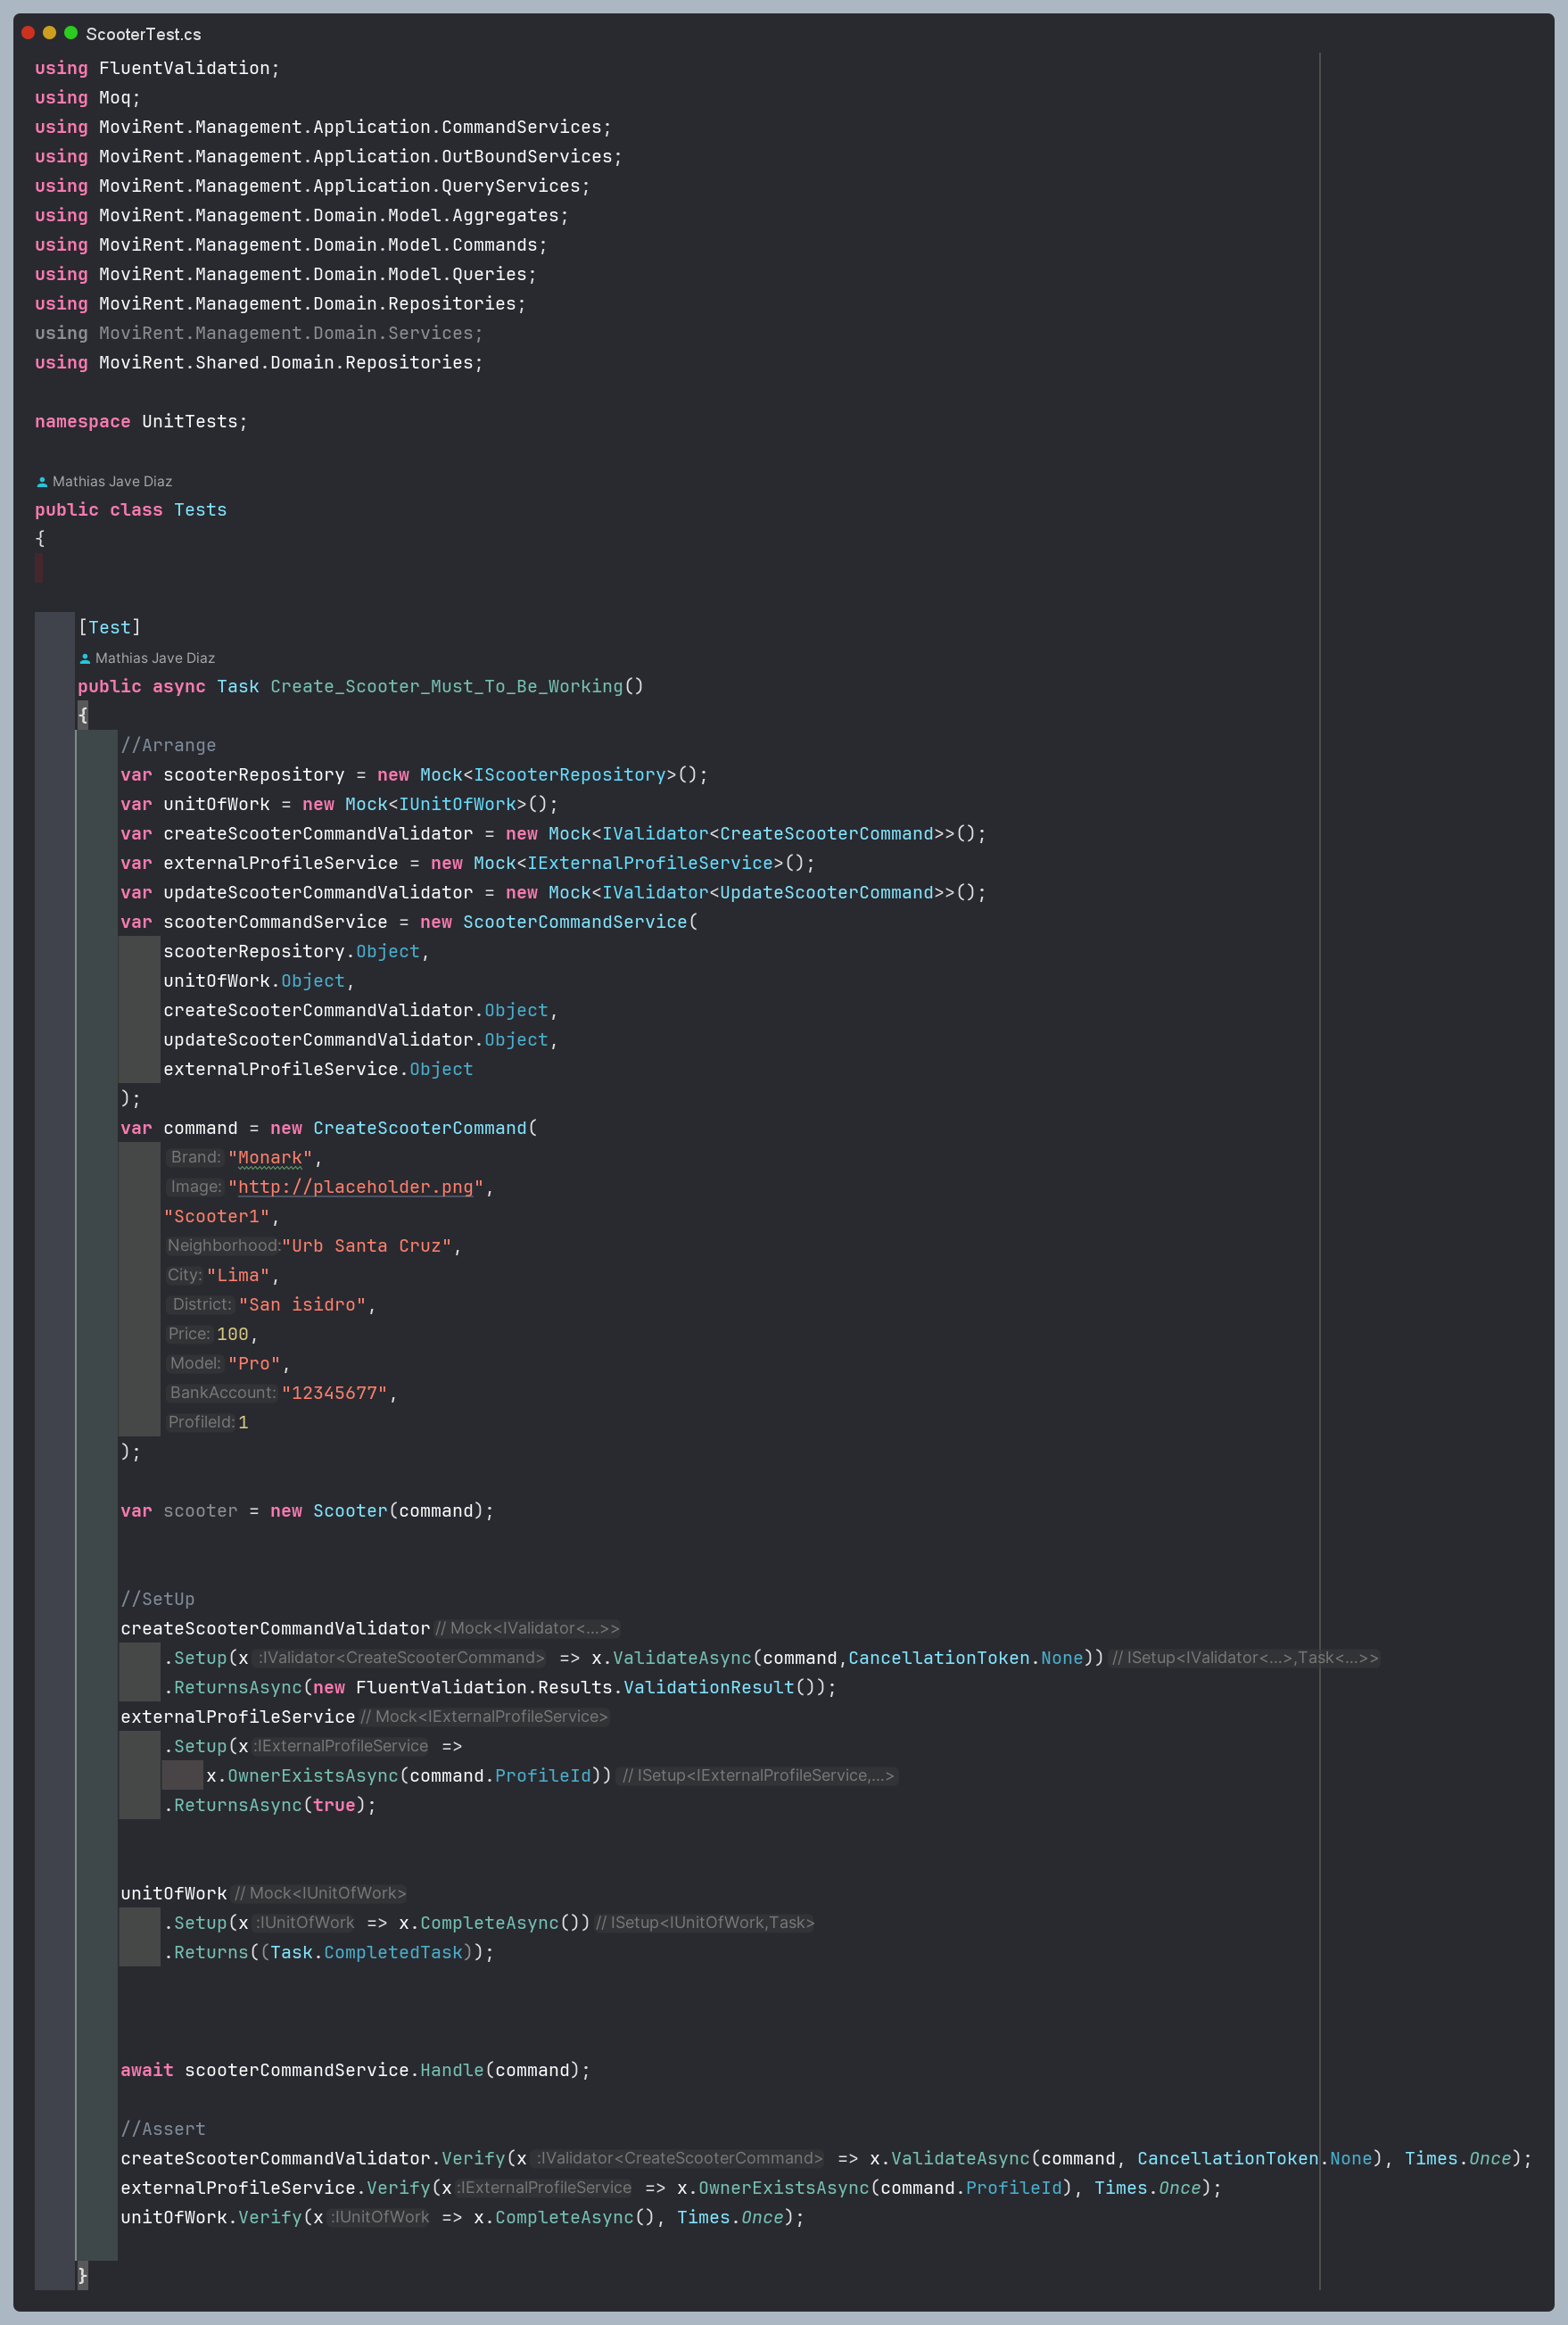 ScooterTest.cs
using FluentValidation;
using Moq;
using MoviRent.Management.Application.CommandServices;
using MoviRent.Management.Application.OutBoundServices;
using MoviRent.Management.Application.QueryServices;
using MoviRent.Management.Domain.Model.Aggregates;
using MoviRent.Management.Domain.Model.Commands;
using MoviRent.Management.Domain.Model.Queries;
using MoviRent.Management.Domain.Repositories;
using MoviRent.Management.Domain.Services;
using MoviRent.Shared.Domain.Repositories;
namespace UnitTests;
Mathias Jave Diaz
public class Tests
{
[Test]
Mathias Jave Diaz
public async Task Create_Scooter_Must_To_Be_Working()
{
//Arrange
var scooterRepository = new Mock<IScooterRepository>();
var unitOfWork = new Mock<IUnitOfWork>();
var createScooterCommandValidator = new Mock<IValidator<CreateScooterCommand>>();
var externalProfileService = new Mock<IExternalProfileService>();
var updateScooterCommandValidator = new Mock<IValidator<UpdateScooterCommand>>();
var scooterCommandService = new ScooterCommandService(
scooterRepository.Object,
unitOfWork.Object,
createScooterCommandValidator.Object,
updateScooterCommandValidator.Object,
externalProfileService.Object
);
var command = new CreateScooterCommand(
Brand: "Monark",
Image: "http://placeholder.png",
"Scooter1",
Neighborhood: "Urb Santa Cruz",
City: "Lima",
District: "San isidro",
Price: 100,
Model: "Pro",
BankAccount: "12345677",
ProfileId: 1
);
var scooter = new Scooter(command);
//SetUp
createScooterCommandValidator // Mock<IValidator<...>>
.Setup(x :IValidator<CreateScooterCommand> => x.ValidateAsync(command,CancellationToken.None)) // ISetup<IValidator<...>,Task<...>>
.ReturnsAsync(new FluentValidation.Results.ValidationResult());
externalProfileService // Mock<IExternalProfileService>
.Setup(x :IExternalProfileService =>
x.OwnerExistsAsync(command.ProfileId)) // ISetup<IExternalProfileService,...>
.ReturnsAsync(true);
unitOfWork // Mock<IUnitOfWork>
.Setup(x :IUnitOfWork => x.CompleteAsync()) // ISetup<IUnitOfWork,Task>
.Returns((Task.CompletedTask));
await scooterCommandService.Handle(command);
//Assert
createScooterCommandValidator.Verify(x :IValidator<CreateScooterCommand> => x.ValidateAsync(command, CancellationToken.None), Times.Once);
externalProfileService.Verify(x :IExternalProfileService => x.OwnerExistsAsync(command.ProfileId), Times.Once);
unitOfWork.Verify(x :IUnitOfWork => x.CompleteAsync(), Times.Once);
}